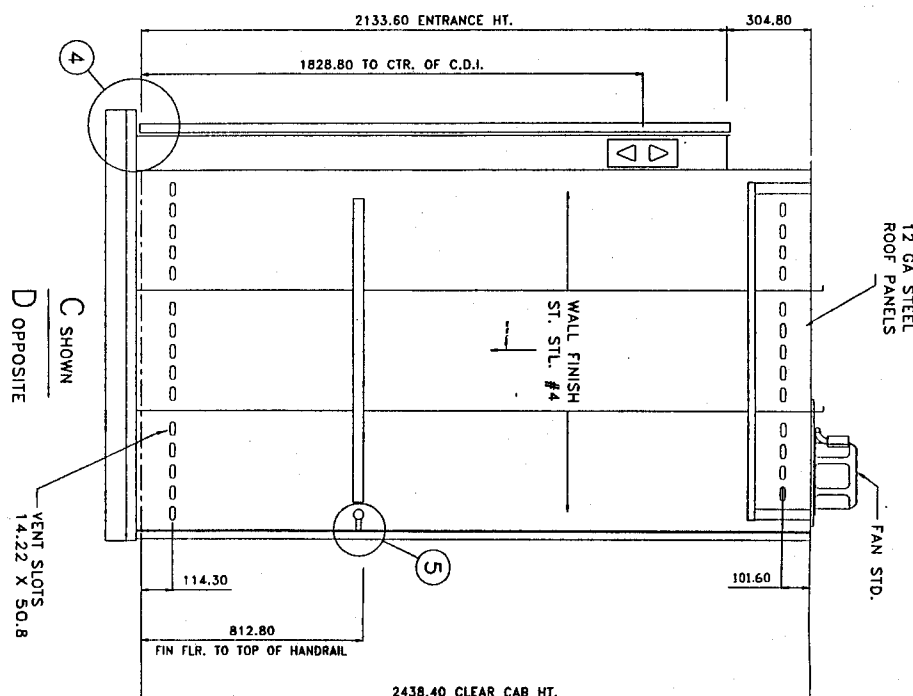 2133.60 ENTRANCE HT.
304.80
1828.80 TO CTR. OF C.D.I.
4
12 GA STEEL
ROOF PANELS
WALL FINISH
ST. STL. #4
C SHOWN
D OPPOSITE
FAN STD.
VENT SLOTS
14.22 X 50.8
5
114.30
101.60
812.80
FIN FLR. TO TOP OF HANDRAIL
2438.40 CLEAR CAB HT.